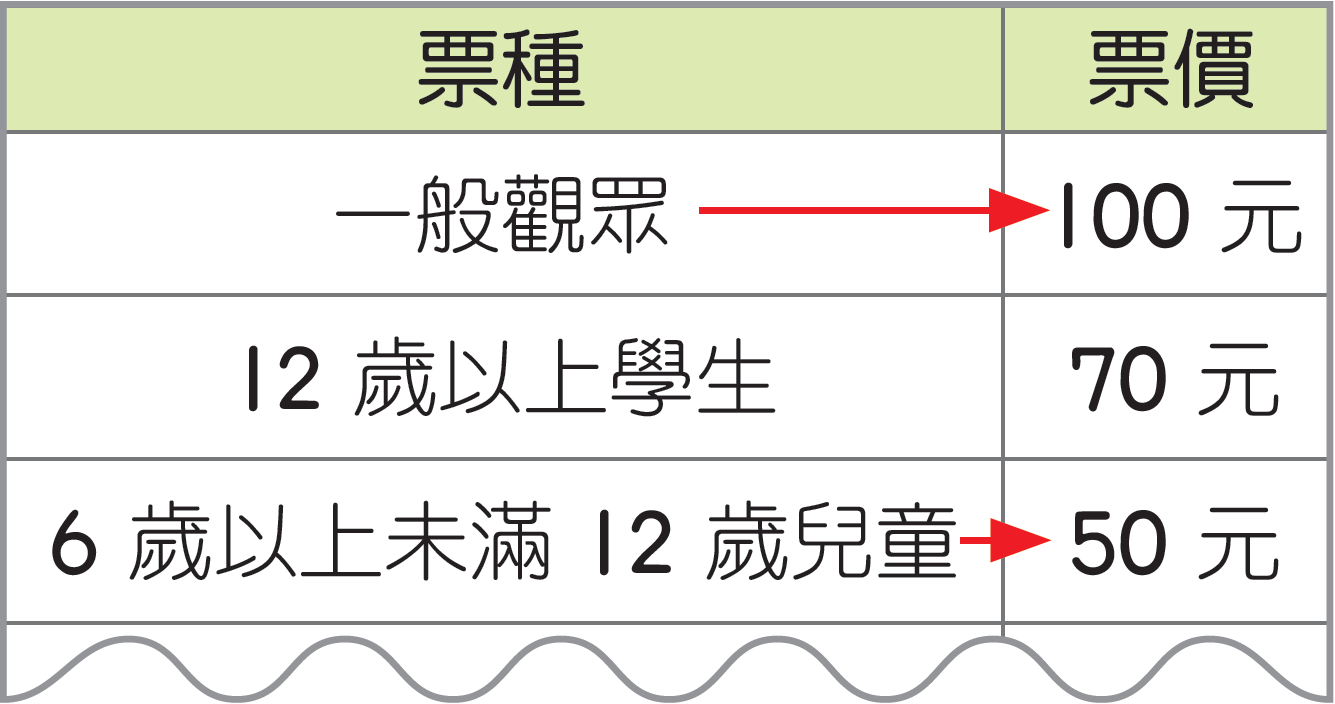 票種 票價
一般觀眾 100 元
12 歲以上學生 70 元
6 歲以上未滿 12 歲兒童 50 元